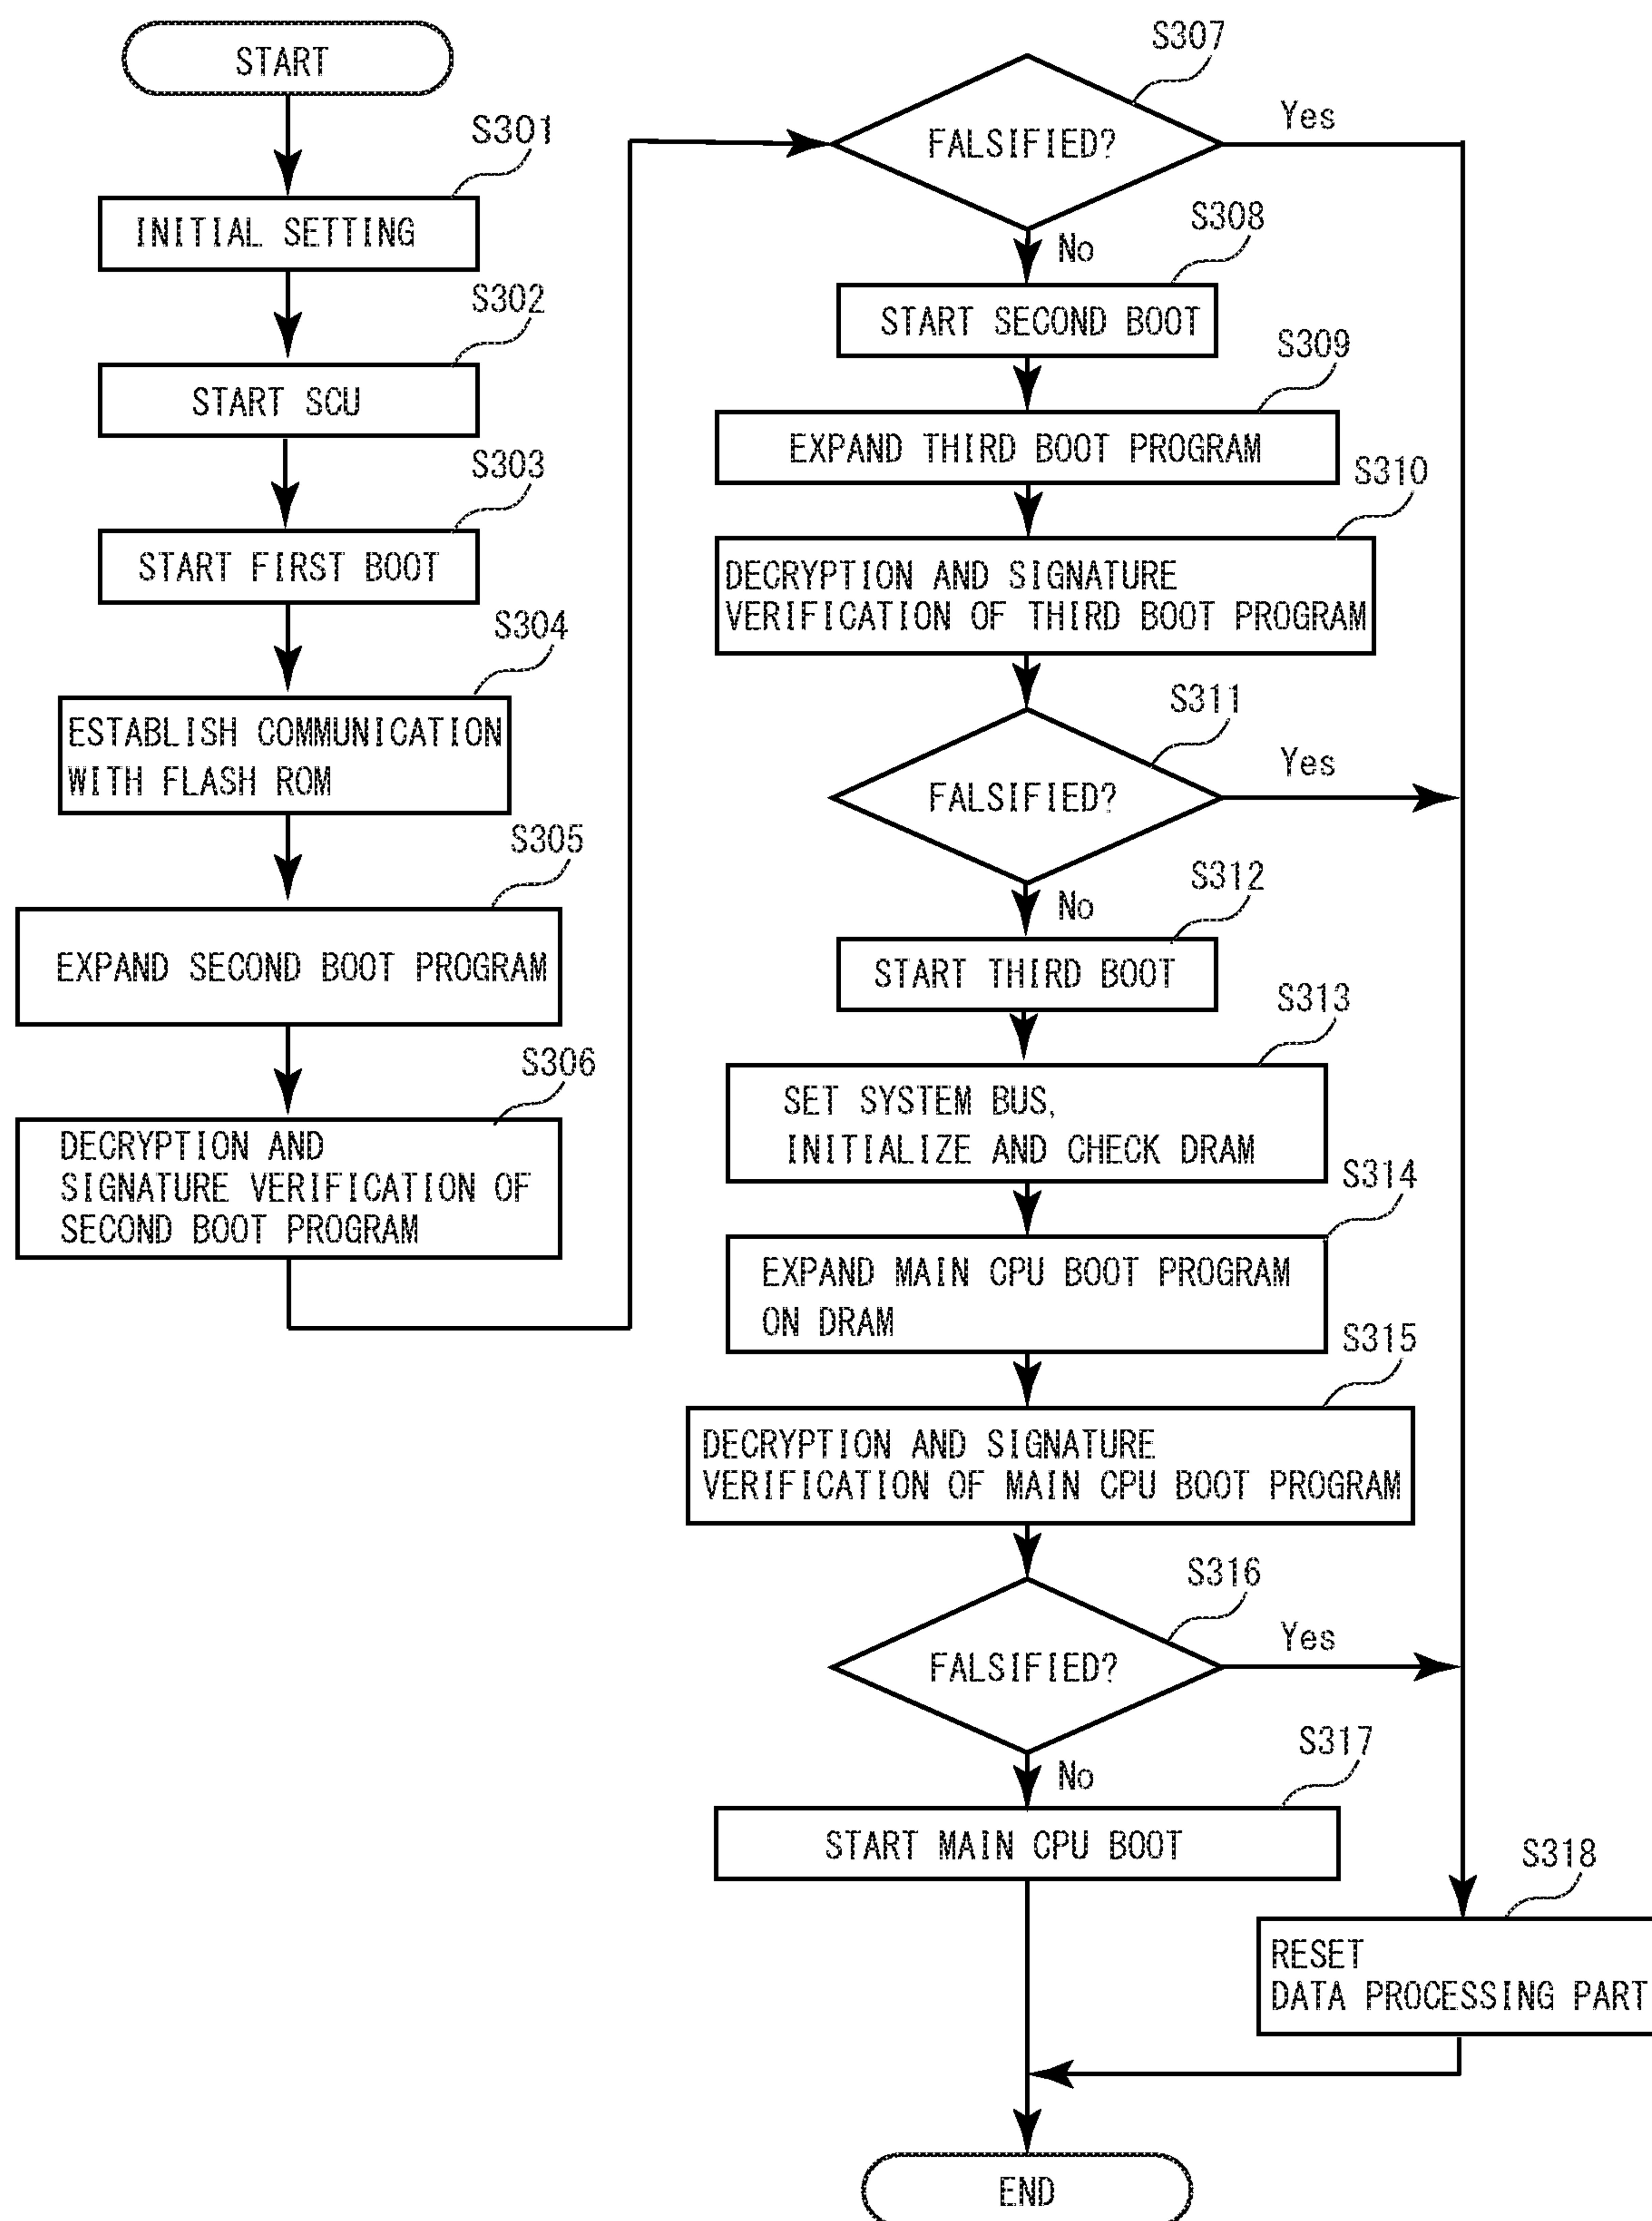 START
S301
INITIAL SETTING
S302
START SCU
S303
START FIRST BOOT
S304
ESTABLISH COMMUNICATION
WITH FLASH ROM
S305
EXPAND SECOND BOOT PROGRAM
S306
DECRYPTION AND
SIGNATURE VERIFICATION OF
SECOND BOOT PROGRAM
S307
FALSIFIED?
Yes
No
S308
START SECOND BOOT
S309
EXPAND THIRD BOOT PROGRAM
S310
DECRYPTION AND SIGNATURE
VERIFICATION OF THIRD BOOT PROGRAM
S311
FALSIFIED?
Yes
No
S312
START THIRD BOOT
S313
SET SYSTEM BUS,
INITIALIZE AND CHECK DRAM
S314
EXPAND MAIN CPU BOOT PROGRAM
ON DRAM
S315
DECRYPTION AND SIGNATURE
VERIFICATION OF MAIN CPU BOOT PROGRAM
S316
FALSIFIED?
Yes
No
S317
START MAIN CPU BOOT
S318
RESET
DATA PROCESSING PART
END